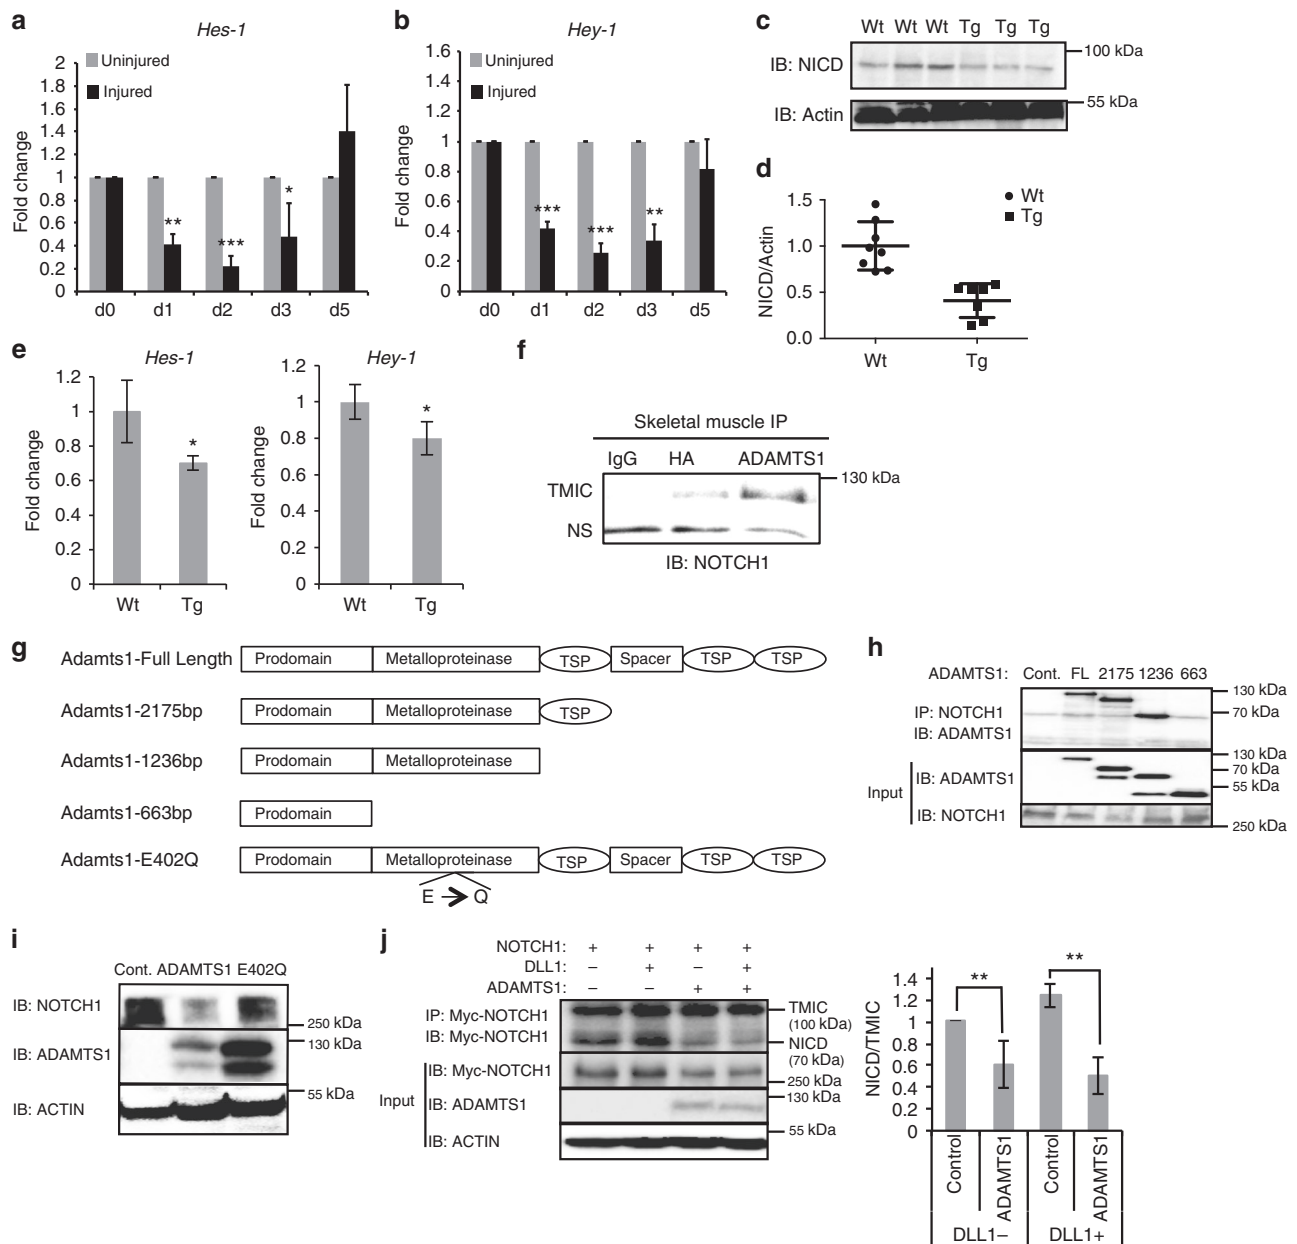 a
Hes-1
Uninjured
Injured
Fold change
2
1.8
1.6
1.4
1.2
1
0.8
0.6
0.4
0.2
0
**
***
*
d0 d1 d2 d3 d5
b
Hey-1
Uninjured
Injured
Fold change
1.6
1.4
1.2
1
0.8
0.6
0.4
0.2
0
***
***
**
d0 d1 d2 d3 d5
c
Wt Wt Wt Tg Tg Tg
IB: NICD
100 kDa
IB: Actin
55 kDa
d
Wt
Tg
NICD/Actin
1.5
1.0
0.5
0.0
Wt Tg
e
Hes-1
Fold change
1.2
1
0.8
0.6
0.4
0.2
0
*
Wt Tg
Hey-1
Fold change
1.2
1
0.8
0.6
0.4
0.2
0
*
Wt Tg
f
Skeletal muscle IP
IgG HA ADAMTS1
130 kDa
TMIC
NS
IB: NOTCH1
g
Adamts1-Full Length Prodomain Metalloproteinase TSP Spacer TSP TSP
Adamts1-2175bp Prodomain Metalloproteinase TSP
Adamts1-1236bp Prodomain Metalloproteinase
Adamts1-663bp Prodomain
Adamts1-E402Q Prodomain Metalloproteinase TSP Spacer TSP TSP
E → Q
h
ADAMTS1: Cont. FL 2175 1236 663
IP: NOTCH1
IB: ADAMTS1
130 kDa
70 kDa
Input
IB: ADAMTS1
130 kDa
70 kDa
55 kDa
IB: NOTCH1
250 kDa
i
Cont. ADAMTS1 E402Q
IB: NOTCH1
250 kDa
IB: ADAMTS1
130 kDa
IB: ACTIN
55 kDa
j
NOTCH1: + + + +
DLL1: – + – +
ADAMTS1: – – + +
IP: Myc-NOTCH1
IB: Myc-NOTCH1
TMIC
(100 kDa)
NICD
(70 kDa)
Input
IB: Myc-NOTCH1
250 kDa
IB: ADAMTS1
130 kDa
IB: ACTIN
55 kDa
NICD/TMIC
1.4
1.2
1
0.8
0.6
0.4
0.2
0
**
**
Control
ADAMTS1
Control
ADAMTS1
DLL1– DLL1+